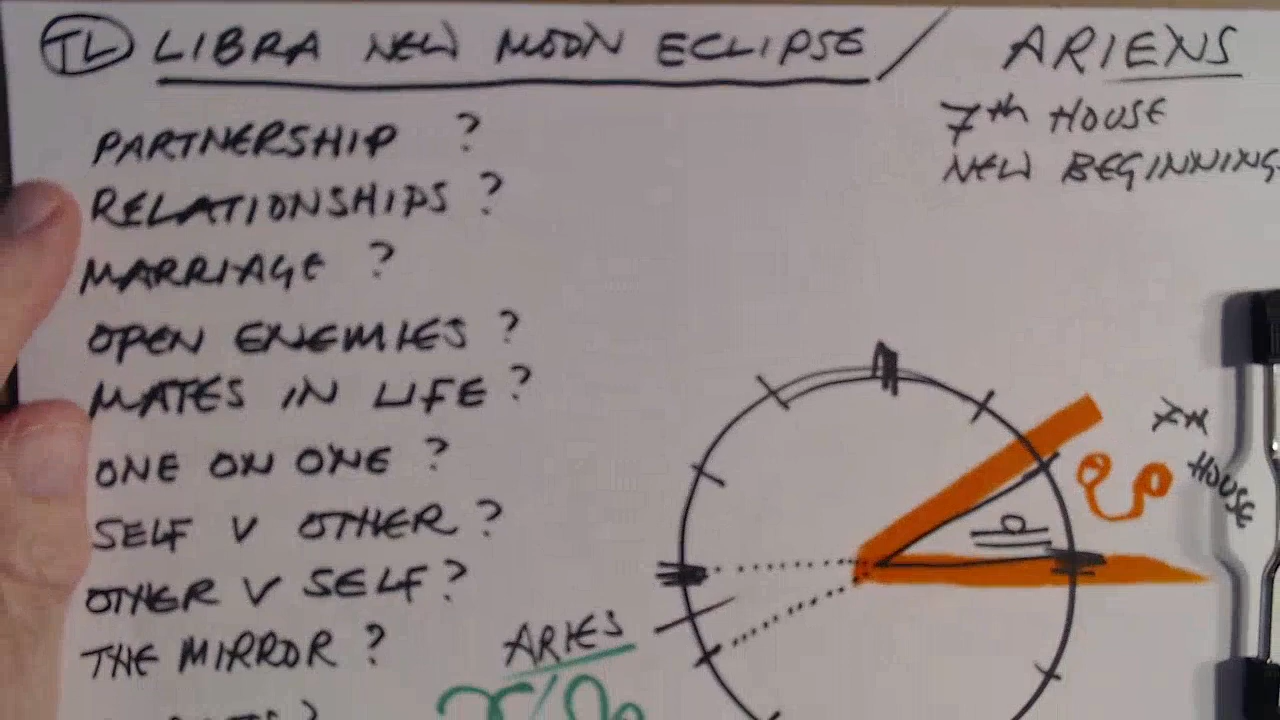 TL LIBRA NEW MOON ECLIPSE / ARIENS
7th HOUSE
NEW BEGINNING
PARTNERSHIP ?
RELATIONSHIPS ?
MARRIAGE ?
OPEN ENEMIES ?
MATES IN LIFE ?
ONE ON ONE ?
SELF V OTHER ?
OTHER V SELF ?
THE MIRROR ?
7TH
HOUSE
ARIES